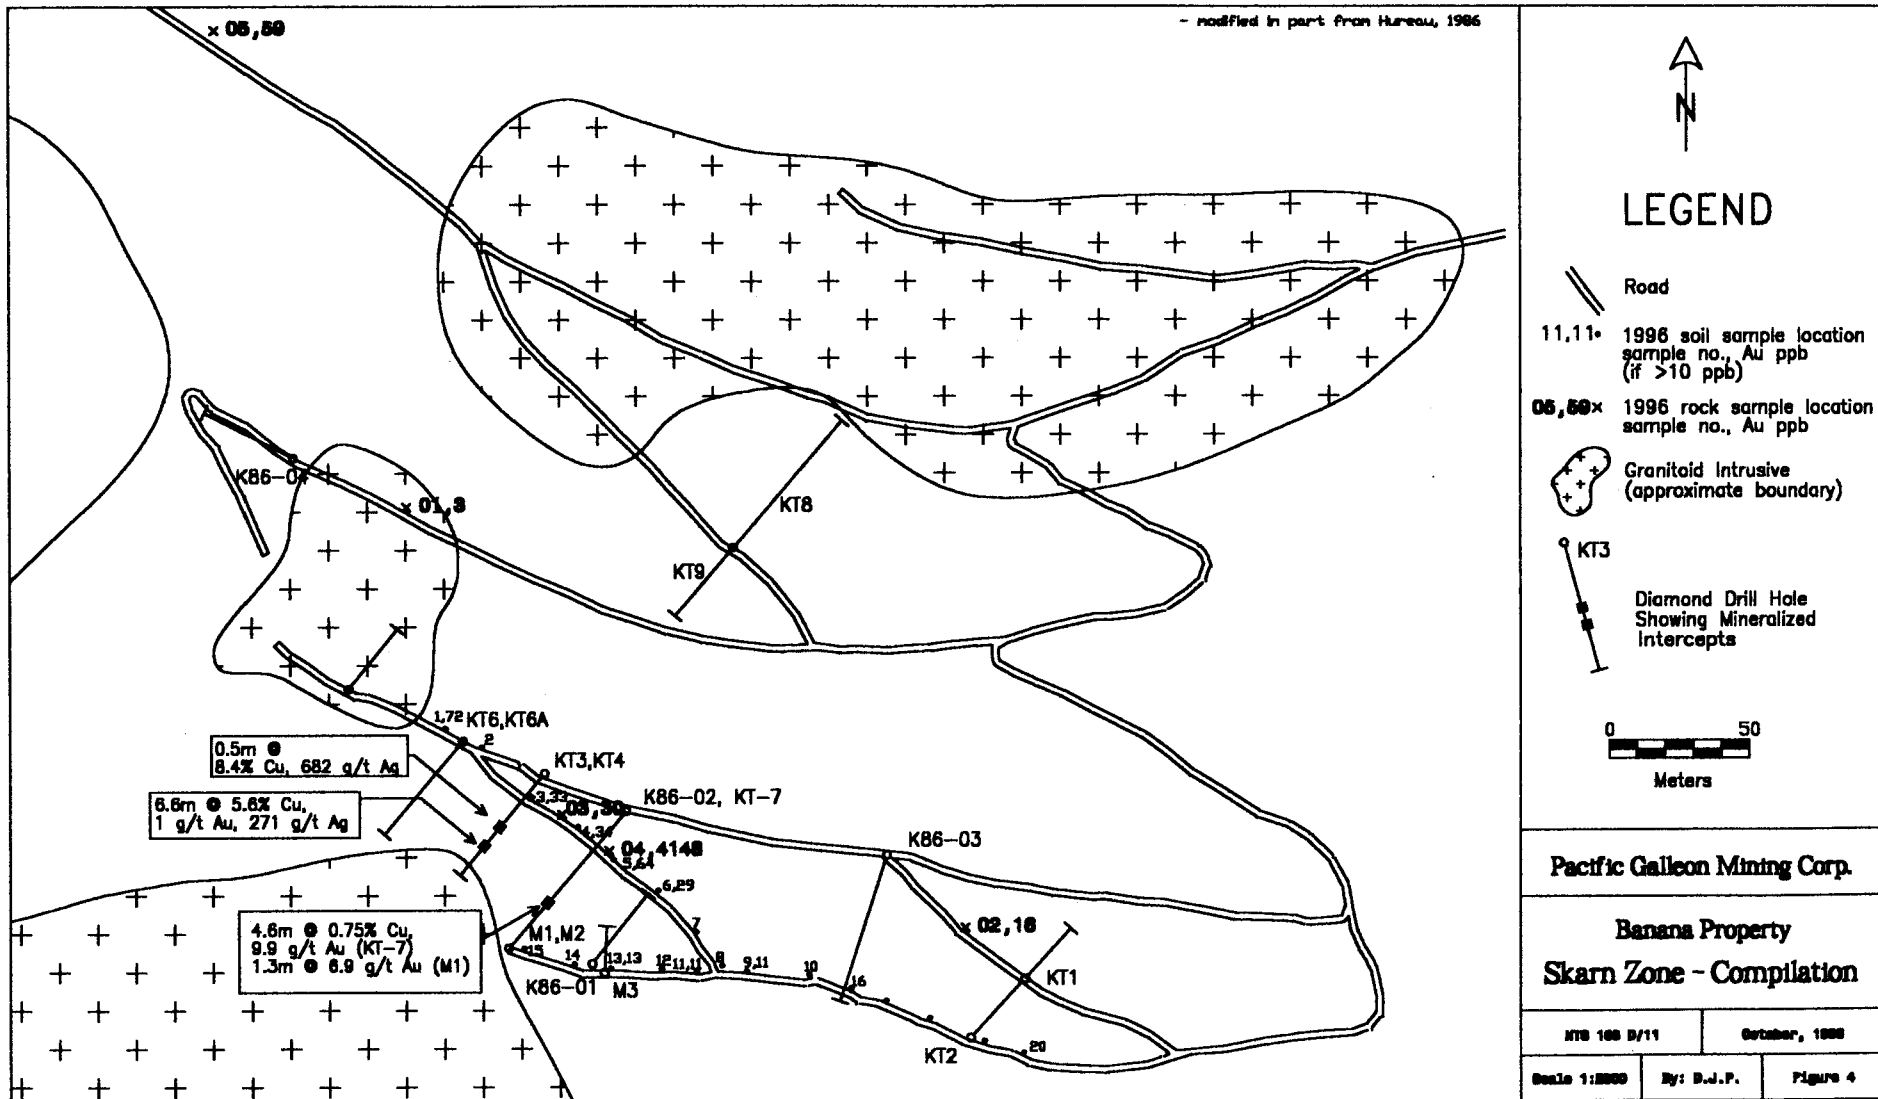 - modified in part from Hureau, 1986
05,59
K86-04
01,3
KT8
KT9
1,72
KT6,KT6A
2
0.5m @
8.4% Cu, 682 g/t Ag
KT3,KT4
6.6m @ 5.6% Cu,
1 g/t Au, 271 g/t Ag
3,33
03,30
K86-02, KT-7
04,4148
5,64
K86-03
6,29
7
02,16
4.6m @ 0.75% Cu,
9.9 g/t Au (KT-7)
1.3m @ 6.9 g/t Au (M1)
M1,M2
15
14
13,13
12
11,11
8
9,11
10
16
K86-01
M3
KT1
KT2
20
N
LEGEND
Road
11,11
1996 soil sample location
sample no., Au ppb
(if >10 ppb)
05,59
1996 rock sample location
sample no., Au ppb
Granitoid Intrusive
(approximate boundary)
KT3
Diamond Drill Hole
Showing Mineralized
Intercepts
0 50
Meters
Pacific Galleon Mining Corp.
Banana Property
Skarn Zone - Compilation
D/11
October,
Scale
By: D.J.P.
Figure 4